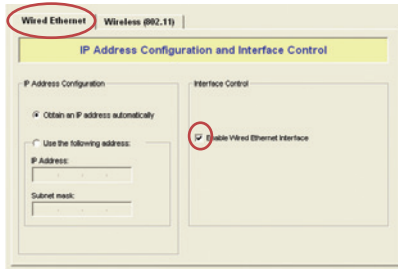 Wired Ethernet Wireless (802.11)
IP Address Configuration and Interface Control
IP Address Configuration
Interface Control
Obtain an IP address automatically
Enable Wired Ethernet Interface
Use the following address:
IP Address:
Subnet mask: